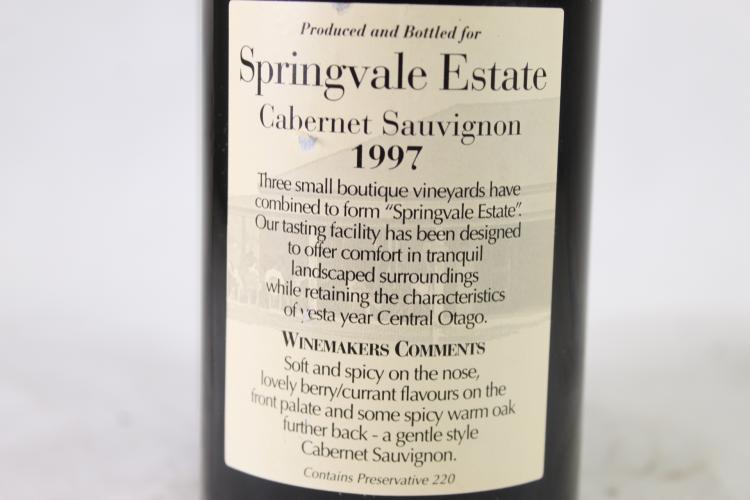 Produced and Bottled for
Springvale Estate
Cabernet Sauvignon
1997
Three small boutique vineyards have
combined to form "Springvale Estate".
Our tasting facility has been designed
to offer comfort in tranquil
landscaped surroundings
while retaining the characteristics
of yesta year Central Otago.
WINEMAKERS COMMENTS
Soft and spicy on the nose,
lovely berry/currant flavours on the
front palate and some spicy warm oak
further back - a gentle style
Cabernet Sauvignon.
Contains Preservative 220